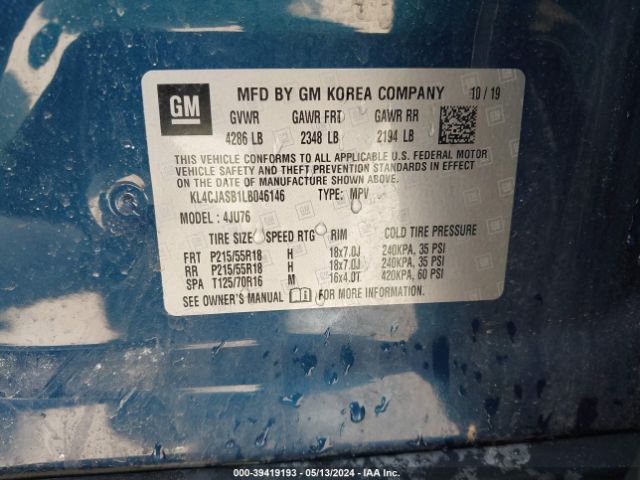 GM
MFD BY GM KOREA COMPANY 10 / 19
GVWR GAWR FRT GAWR RR
4286 LB 2348 LB 2194 LB
THIS VEHICLE CONFORMS TO ALL APPLICABLE U.S. FEDERAL MOTOR
VEHICLE SAFETY AND THEFT PREVENTION STANDARDS IN EFFECT
ON THE DATE OF MANUFACTURE SHOWN ABOVE.
KL4CJASB1LB046146 TYPE: MPV
MODEL : 4JU76
TIRE SIZE SPEED RTG RIM COLD TIRE PRESSURE
FRT P215/55R18 H 18x7.0J 240KPA, 35 PSI
RR P215/55R18 H 18x7.0J 240KPA, 35 PSI
SPA T125/70R16 M 16x4.0T 420KPA, 60 PSI
SEE OWNER'S MANUAL FOR MORE INFORMATION.
000-39419193 - 05/13/2024 - IAA Inc.